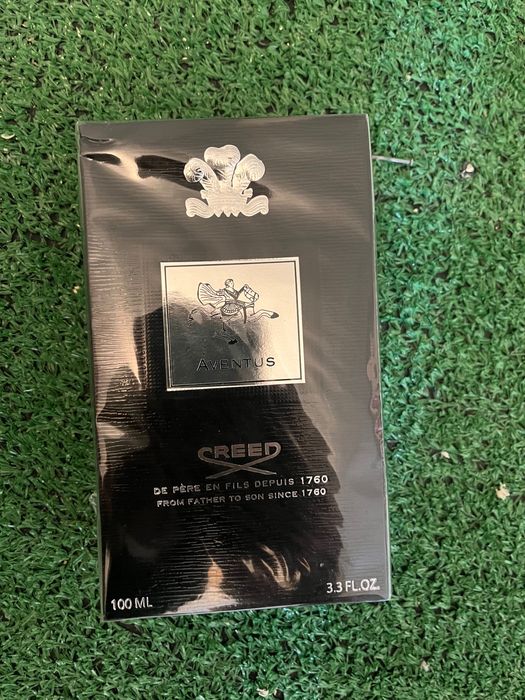 AVENTUS
CREED
DE PÈRE EN FILS DEPUIS 1760
FROM FATHER TO SON SINCE 1760
100 ML
3.3 FL.OZ.